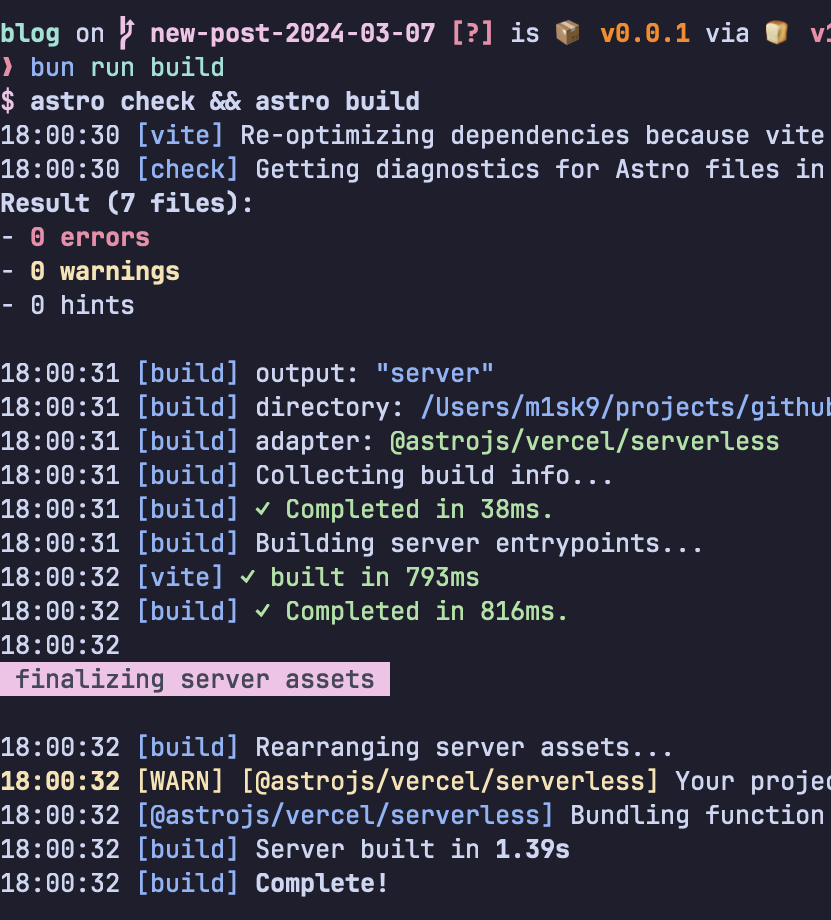 blog on new-post-2024-03-07 [?] is 📦 v0.0.1 via 🍞 v1
❯ bun run build
$ astro check && astro build
18:00:30 [vite] Re-optimizing dependencies because vite
18:00:30 [check] Getting diagnostics for Astro files in
Result (7 files):
- 0 errors
- 0 warnings
- 0 hints
18:00:31 [build] output: "server"
18:00:31 [build] directory: /Users/m1sk9/projects/github
18:00:31 [build] adapter: @astrojs/vercel/serverless
18:00:31 [build] Collecting build info...
18:00:31 [build] ✓ Completed in 38ms.
18:00:31 [build] Building server entrypoints...
18:00:32 [vite] ✓ built in 793ms
18:00:32 [build] ✓ Completed in 816ms.
18:00:32
finalizing server assets
18:00:32 [build] Rearranging server assets...
18:00:32 [WARN] [@astrojs/vercel/serverless] Your projec
18:00:32 [@astrojs/vercel/serverless] Bundling function
18:00:32 [build] Server built in 1.39s
18:00:32 [build] Complete!